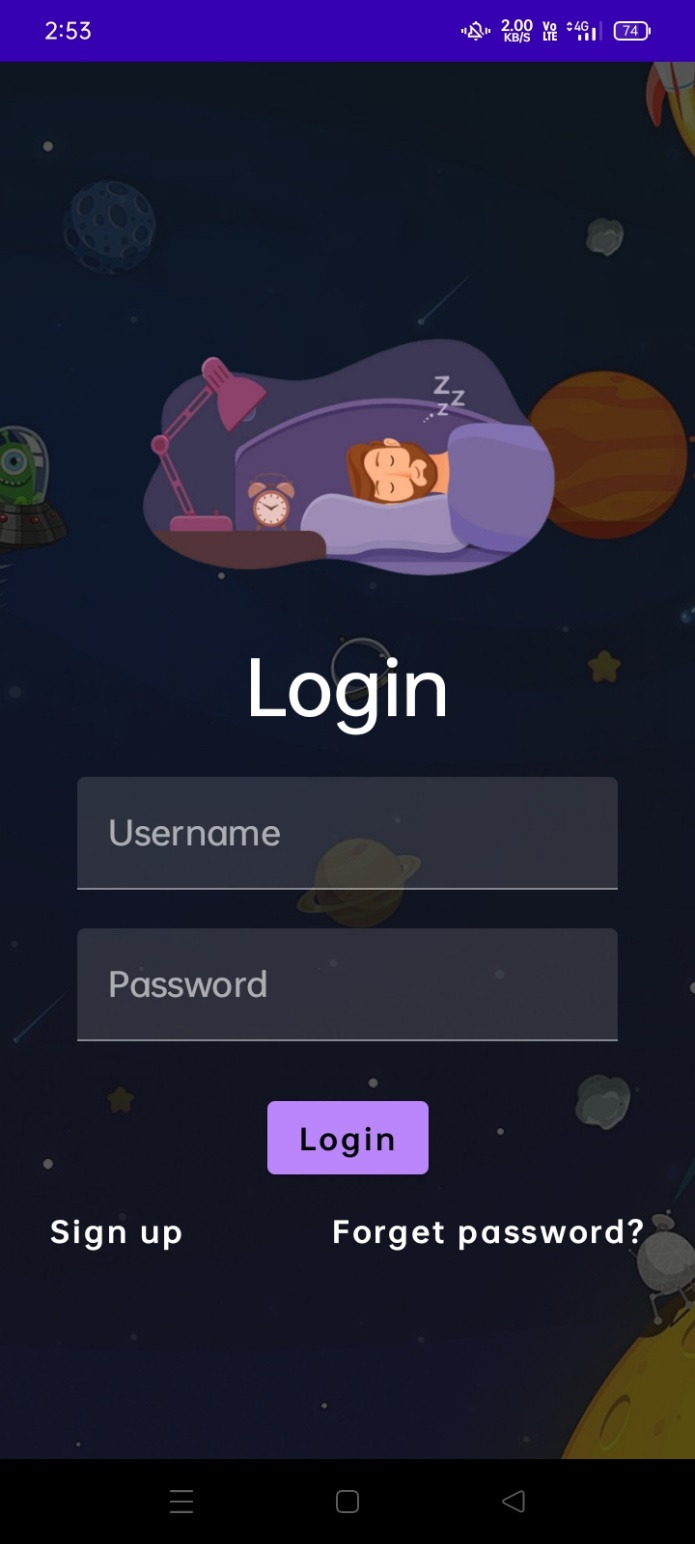 2:53 2.00 KB/S Vo LTE 4G 74
z
z
z
Login
Username
Password
Login
Sign up Forget password?